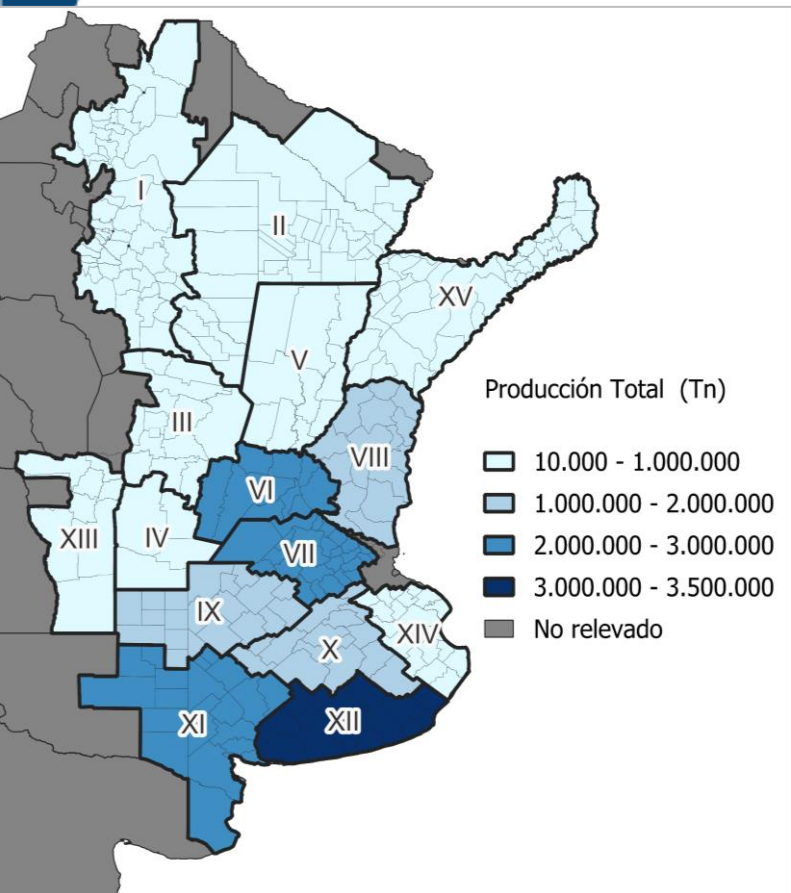 I
II
XV
V
III
VIII
VI
XIII
IV
VII
IX
XIV
X
XI
XII
Producción Total (Tn)
10.000 - 1.000.000
1.000.000 - 2.000.000
2.000.000 - 3.000.000
3.000.000 - 3.500.000
No relevado